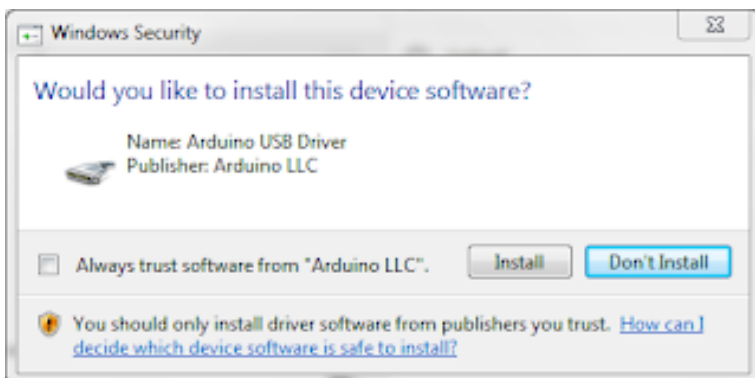 Windows Security
Would you like to install this device software?
Name: Arduino USB Driver
Publisher: Arduino LLC
Always trust software from "Arduino LLC".
Install
Don't Install
You should only install driver software from publishers you trust. How can I
decide which device software is safe to install?